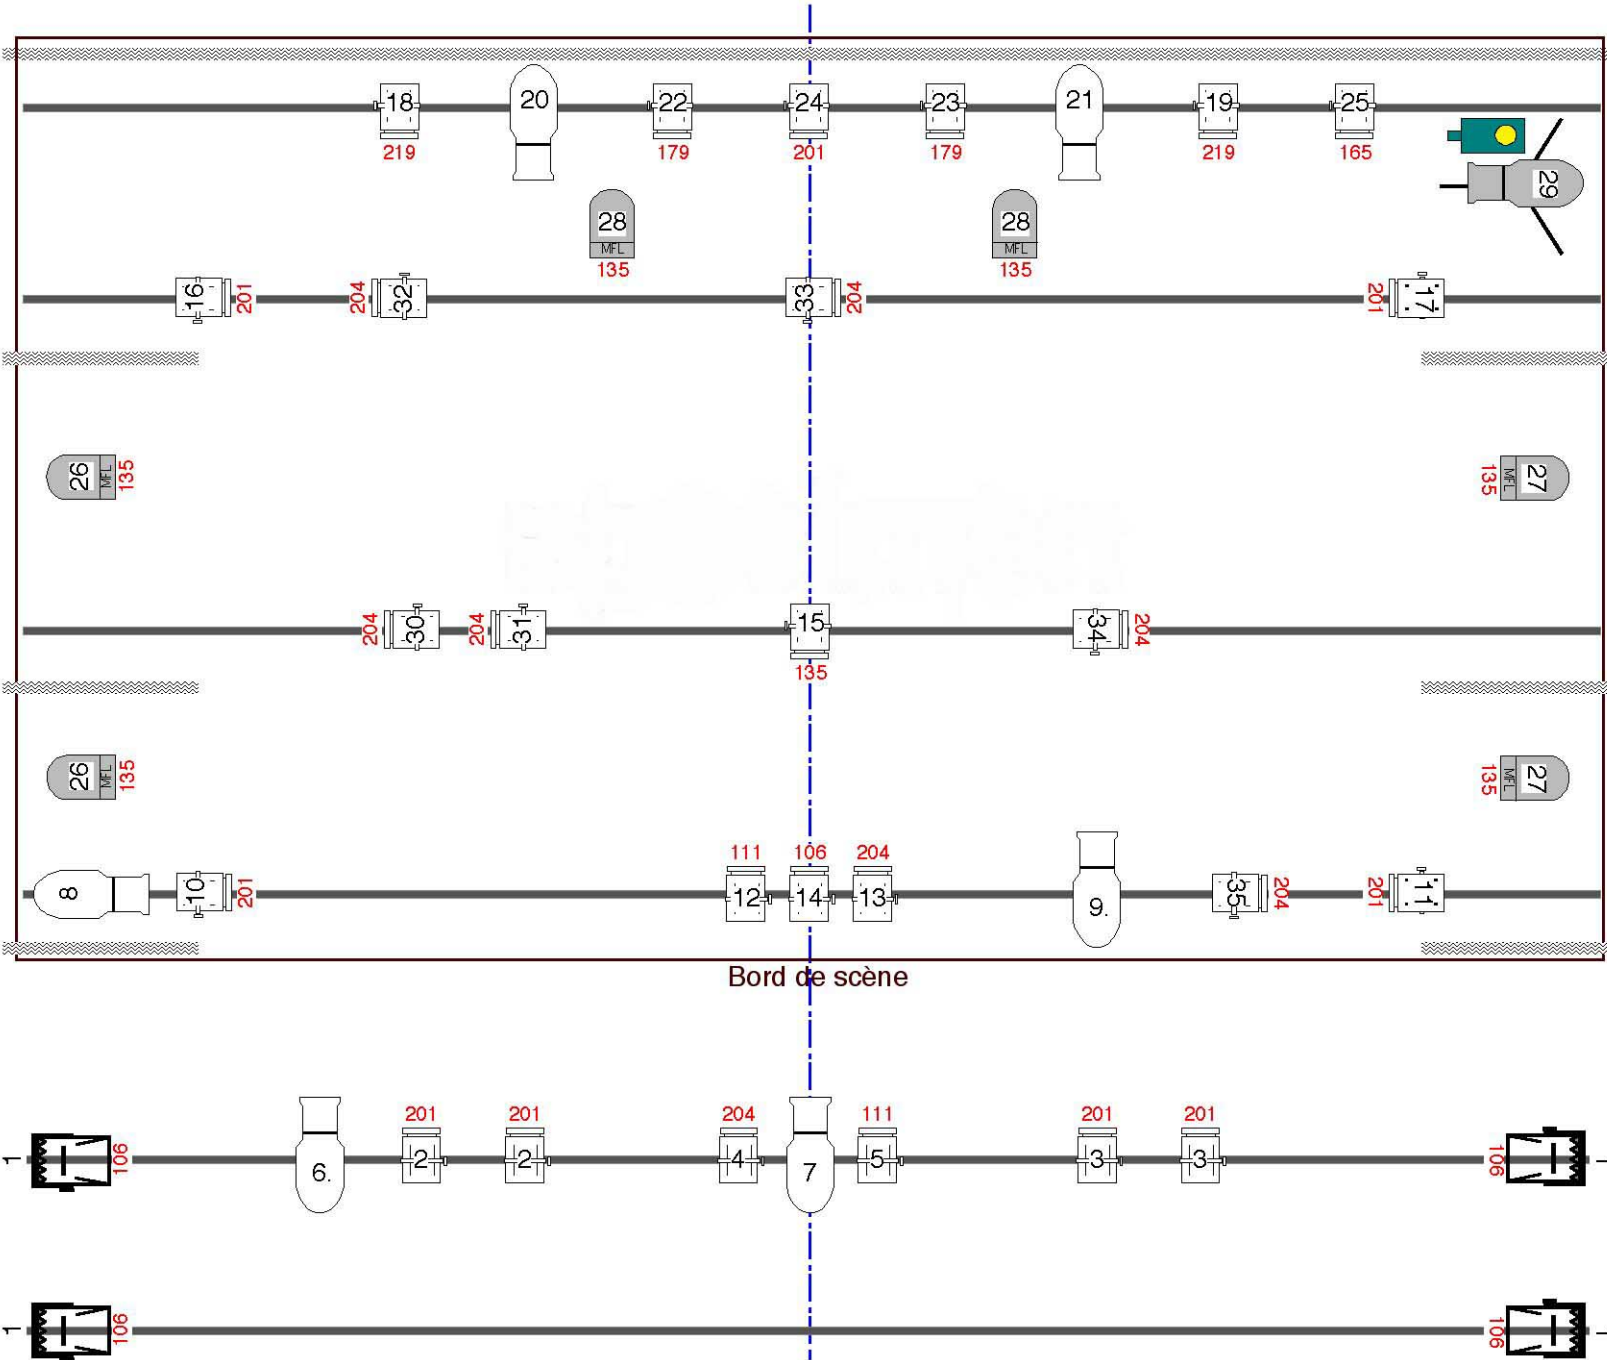 18 20 22 24 23 21 19 25
219 179 201 179 219 165
29
28 28
MFL MFL
135 135
16 201 204 32 33 204 201 17
26 MFL 135 135 MFL 27
204 30 204 31 15 34 204
135
26 MFL 135 135 MFL 27
111 106 204
8 10 201 12 14 13 9. 35 204 201 11
Bord de scène
201 201 204 111 201 201
1 106 6. 2 2 4 7 5 3 3 106
1 106 106